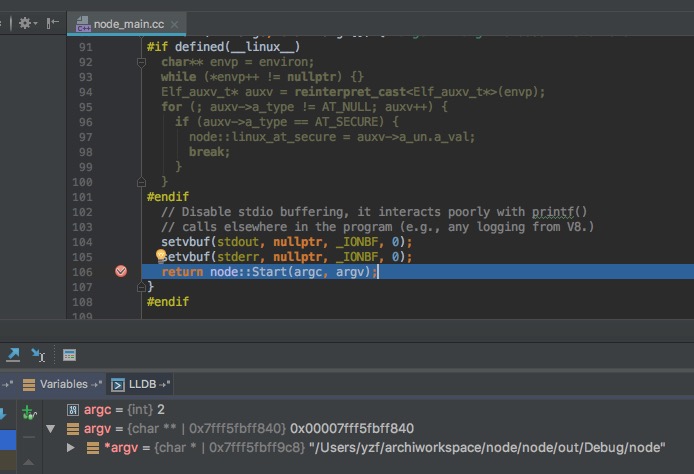 node_main.cc
91 #if defined(__linux__)
92 char** envp = environ;
93 while (*envp++ != nullptr) {}
94 Elf_auxv_t* auxv = reinterpret_cast<Elf_auxv_t*>(envp);
95 for (; auxv->a_type != AT_NULL; auxv++) {
96 if (auxv->a_type == AT_SECURE) {
97 node::linux_at_secure = auxv->a_un.a_val;
98 break;
99 }
100 }
101 #endif
102 // Disable stdio buffering, it interacts poorly with printf()
103 // calls elsewhere in the program (e.g., any logging from V8.)
104 setvbuf(stdout, nullptr, _IONBF, 0);
105 setvbuf(stderr, nullptr, _IONBF, 0);
106 return node::Start(argc, argv);
107 }
108 #endif
109
Variables LLDB
argc = {int} 2
argv = {char ** | 0x7fff5fbff840} 0x00007fff5fbff840
*argv = {char * | 0x7fff5fbff9c8} "/Users/yzf/archiworkspace/node/node/out/Debug/node"